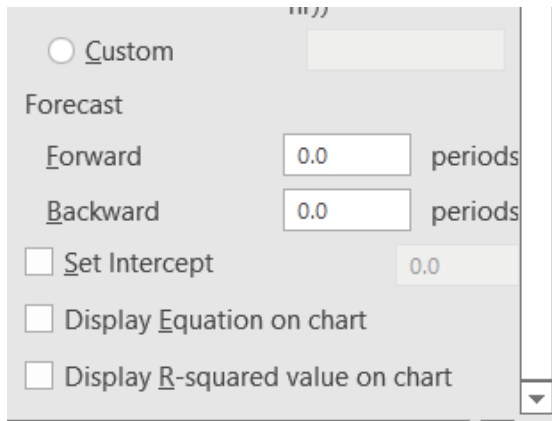 Custom
Forecast
Forward 0.0 periods
Backward 0.0 periods
Set Intercept 0.0
Display Equation on chart
Display R-squared value on chart